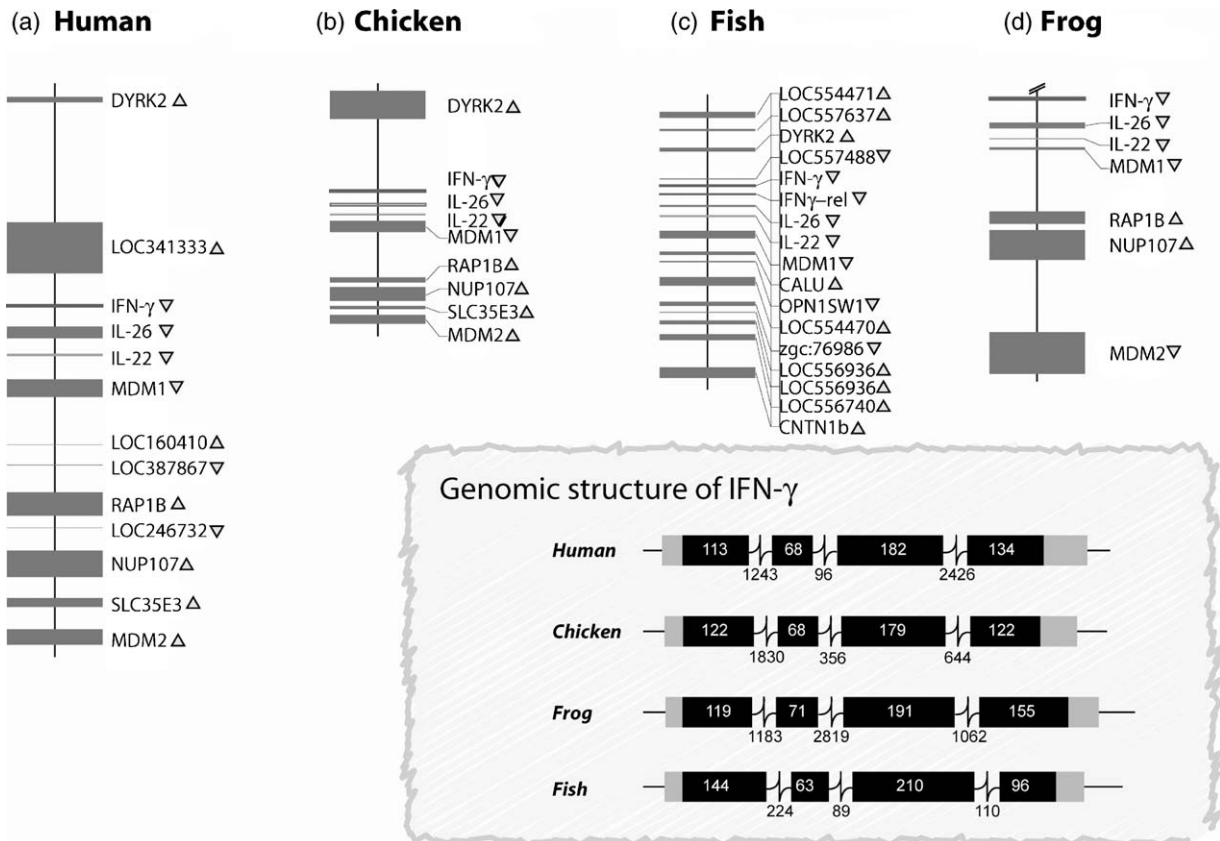 (a) Human
DYRK2 △
LOC341333 △
IFN-γ ▽
IL-26 ▽
IL-22 ▽
MDM1 ▽
LOC160410 △
LOC387867 ▽
RAP1B △
LOC246732 ▽
NUP107 △
SLC35E3 △
MDM2 △
(b) Chicken
DYRK2 △
IFN-γ ▽
IL-26 ▽
IL-22 ▽
MDM1 ▽
RAP1B △
NUP107 △
SLC35E3 △
MDM2 △
(c) Fish
LOC554471 △
LOC557637 △
DYRK2 △
LOC557488 ▽
IFN-γ ▽
IFNγ-rel ▽
IL-26 ▽
IL-22 ▽
MDM1 ▽
CALU △
OPN1SW1 ▽
LOC554470 △
zgc:76986 ▽
LOC556936 △
LOC556936 △
LOC556740 △
CNTN1b △
(d) Frog
IFN-γ ▽
IL-26 ▽
IL-22 ▽
MDM1 ▽
RAP1B △
NUP107 △
MDM2 ▽
Genomic structure of IFN-γ
Human 113 68 182 134
1243 96 2426
Chicken 122 68 179 122
1830 356 644
Frog 119 71 191 155
1183 2819 1062
Fish 144 63 210 96
224 89 110